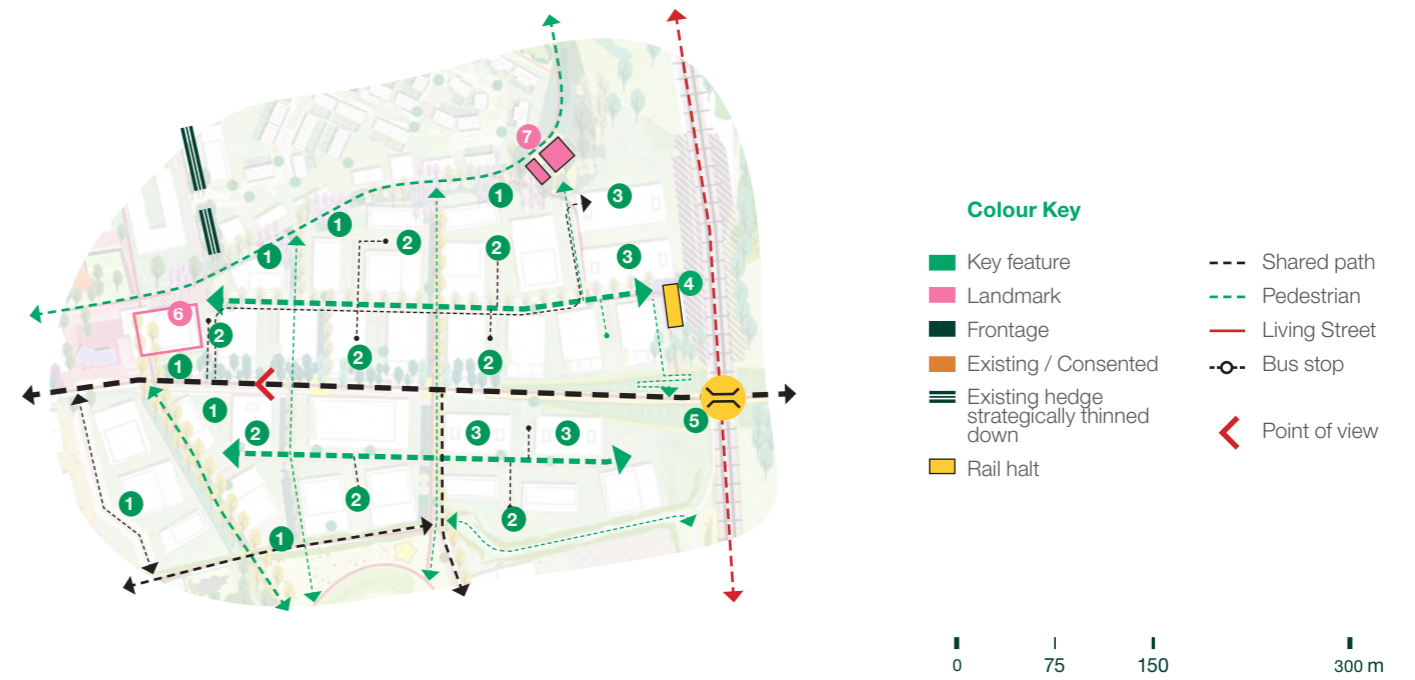 7
1
3
1
2
2
1
3
4
6
2
1
2
2
5
1
2
3
3
1
2
2
1
Colour Key
Key feature
Landmark
Frontage
Existing / Consented
Existing hedge
strategically thinned
down
Rail halt
Shared path
Pedestrian
Living Street
Bus stop
Point of view
0
75
150
300 m